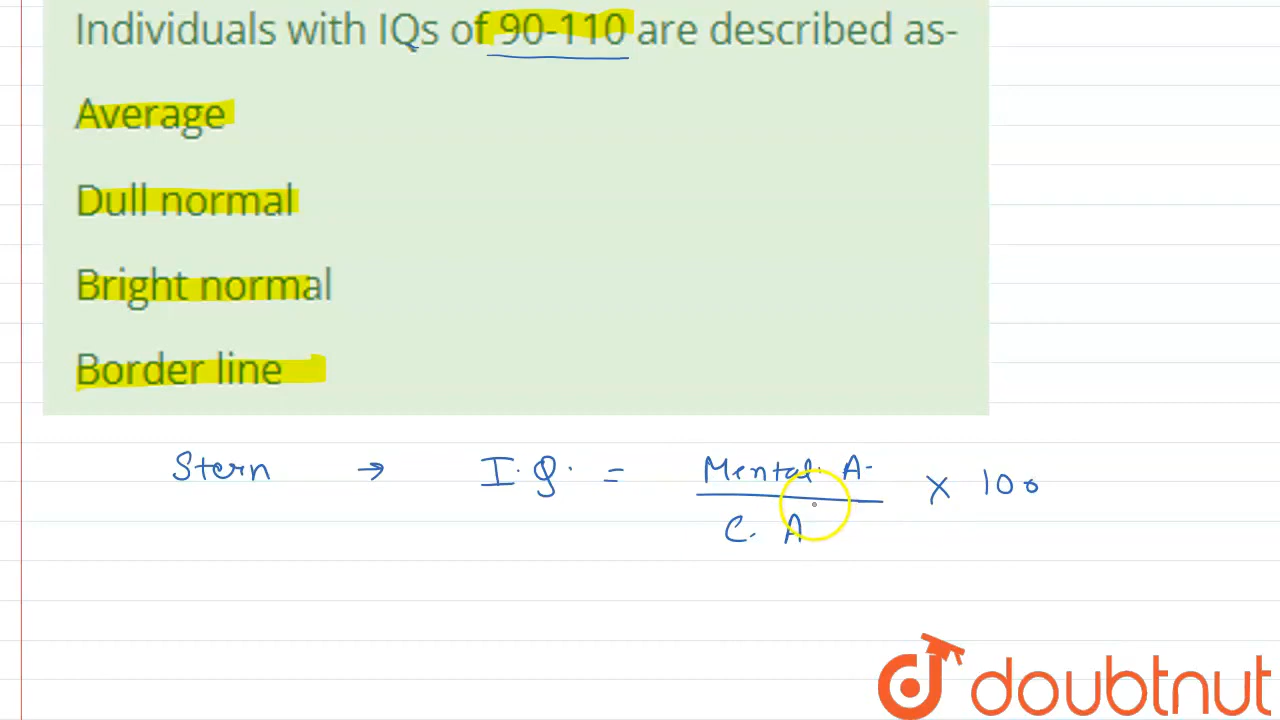 Individuals with IQs of 90-110 are described as-
Average
Dull normal
Bright normal
Border line
Stern → I.Q. = Mental. A. / C. A × 100
doubtnut